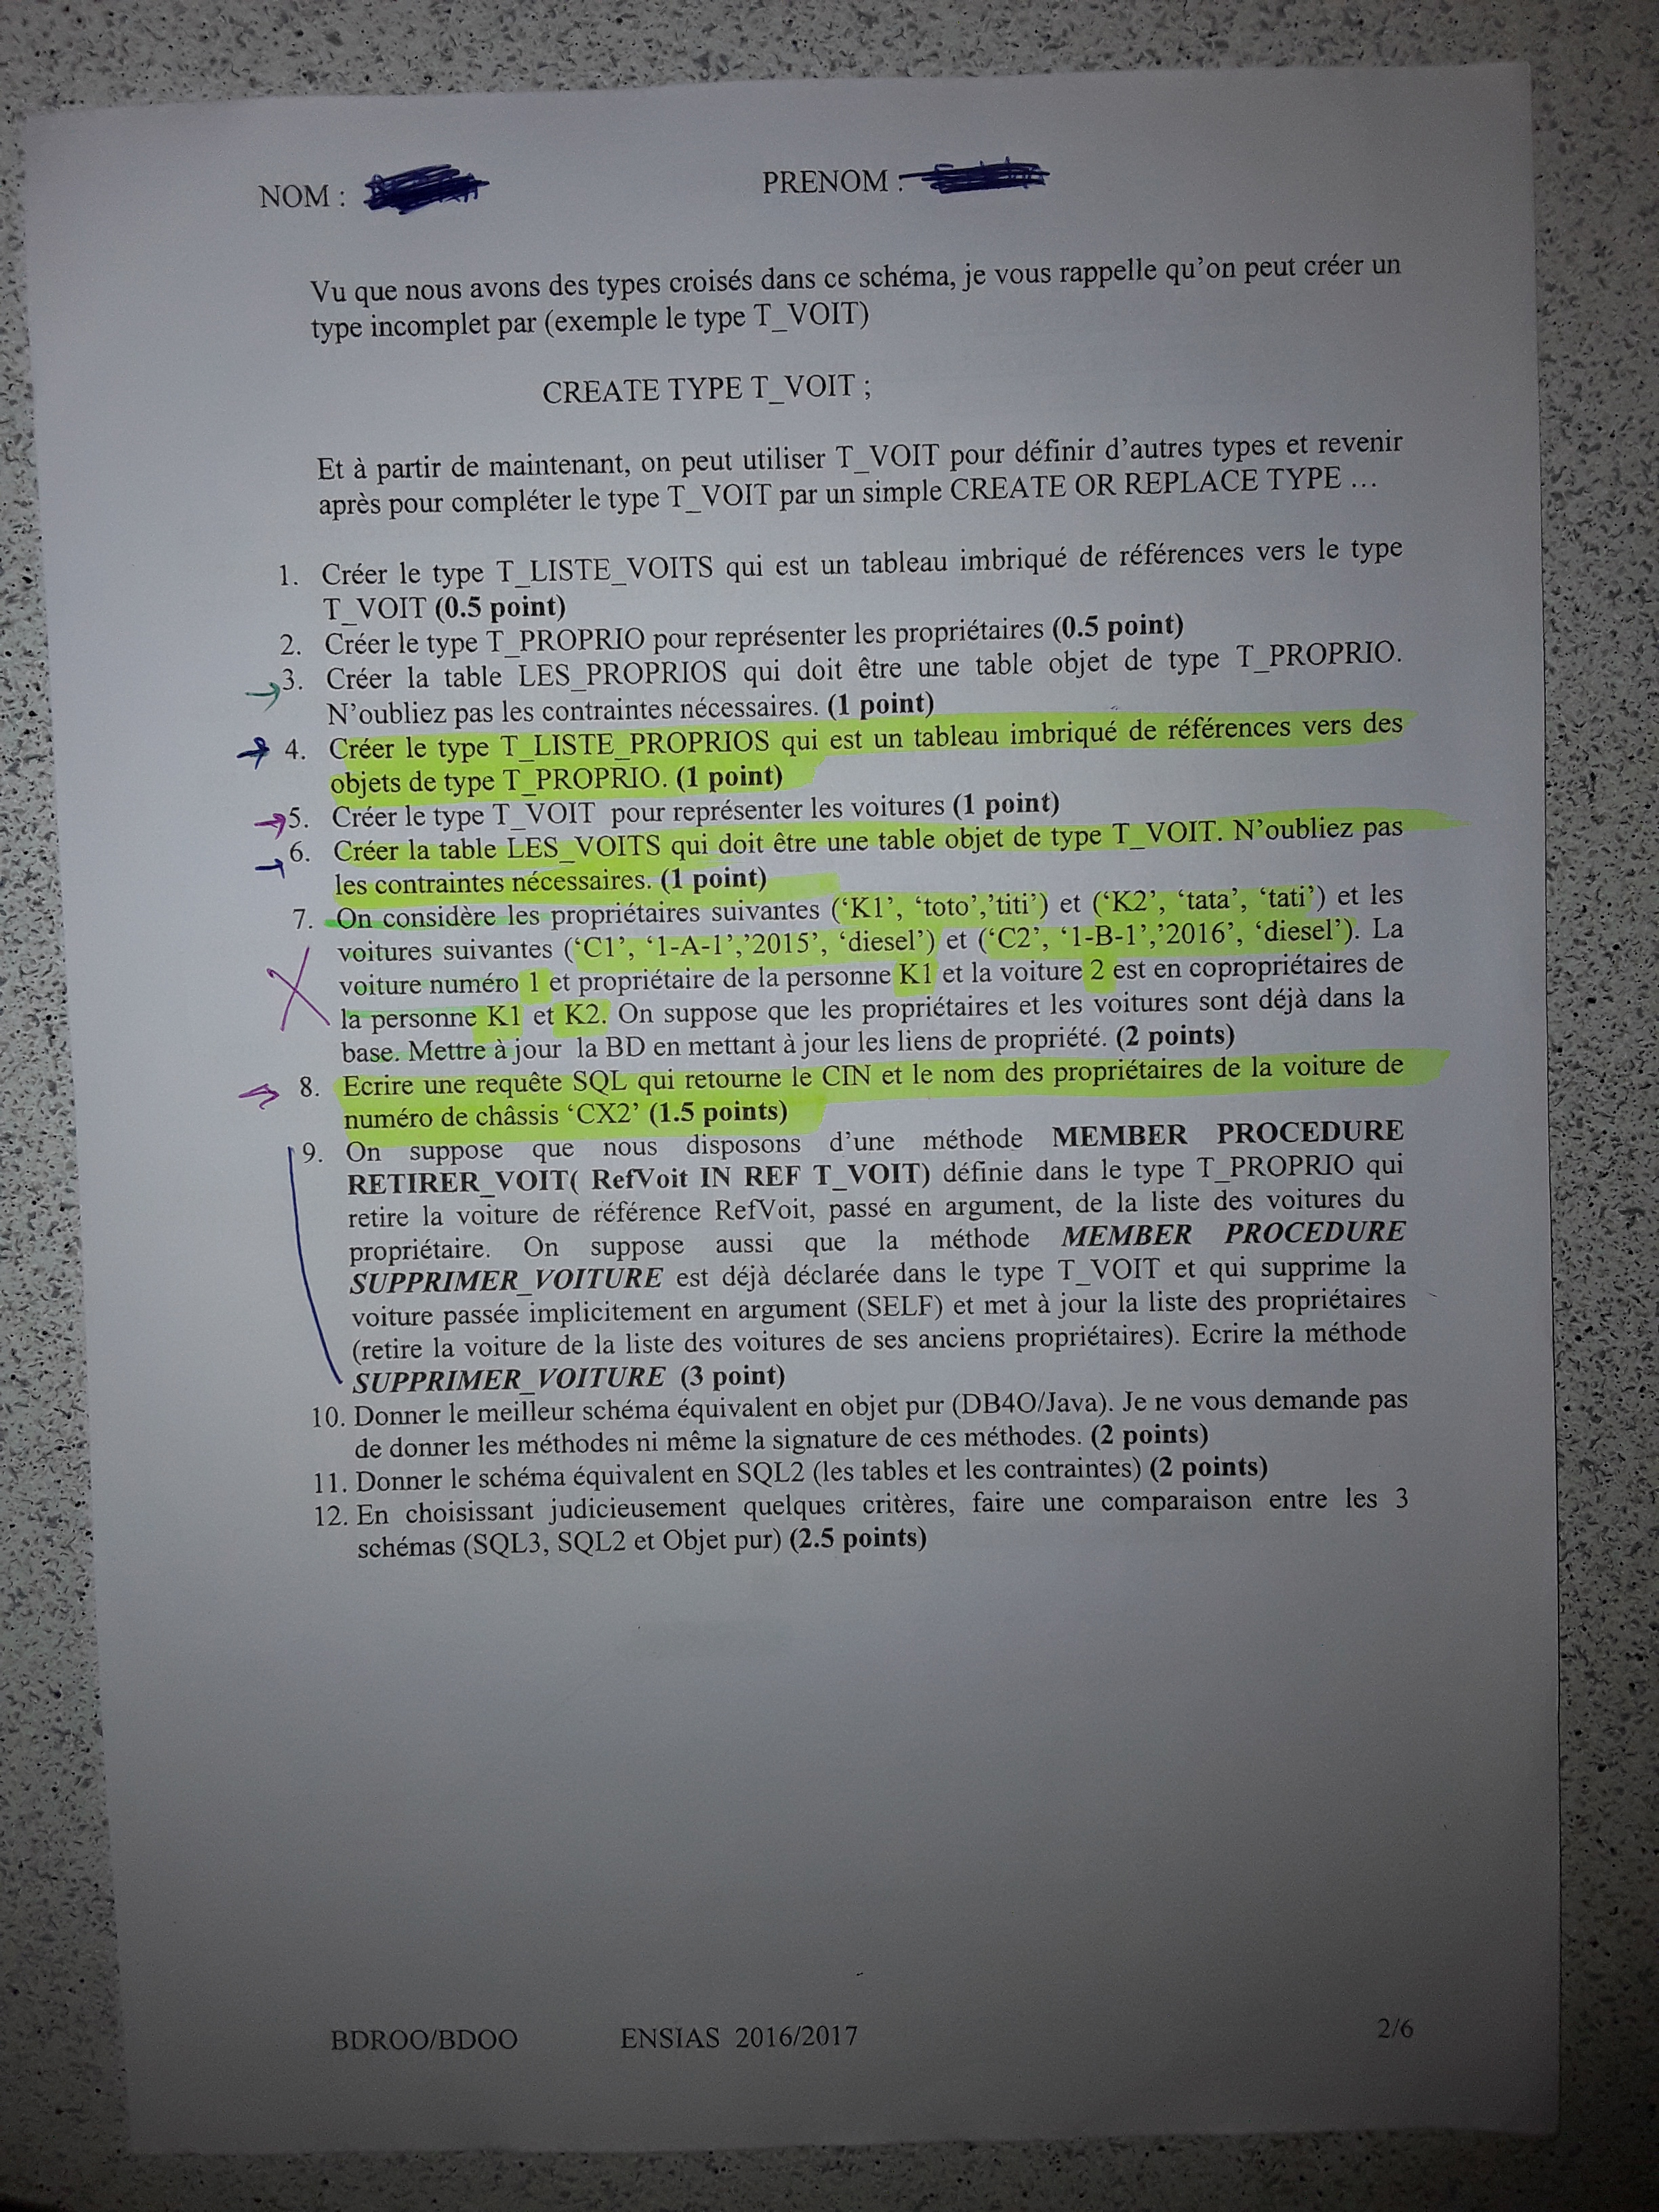 NOM :
PRENOM :
Vu que nous avons des types croisés dans ce schéma, je vous rappelle qu'on peut créer un
type incomplet par (exemple le type T_VOIT)
CREATE TYPE T_VOIT ;
Et à partir de maintenant, on peut utiliser T_VOIT pour définir d'autres types et revenir
après pour compléter le type T_VOIT par un simple CREATE OR REPLACE TYPE ...
1. Créer le type T_LISTE_VOITS qui est un tableau imbriqué de références vers le type
T_VOIT (0.5 point)
2. Créer le type T_PROPRIO pour représenter les propriétaires (0.5 point)
3. Créer la table LES_PROPRIOS qui doit être une table objet de type T_PROPRIO.
N'oubliez pas les contraintes nécessaires. (1 point)
4. Créer le type T_LISTE_PROPRIOS qui est un tableau imbriqué de références vers des
objets de type T_PROPRIO. (1 point)
5. Créer le type T_VOIT pour représenter les voitures (1 point)
6. Créer la table LES_VOITS qui doit être une table objet de type T_VOIT. N'oubliez pas
les contraintes nécessaires. (1 point)
7. On considère les propriétaires suivantes ('K1', 'toto','titi') et ('K2', 'tata', 'tati') et les
voitures suivantes ('C1', '1-A-1','2015', 'diesel') et ('C2', '1-B-1','2016', 'diesel'). La
voiture numéro 1 et propriétaire de la personne K1 et la voiture 2 est en copropriétaires de
la personne K1 et K2. On suppose que les propriétaires et les voitures sont déjà dans la
base. Mettre à jour la BD en mettant à jour les liens de propriété. (2 points)
8. Ecrire une requête SQL qui retourne le CIN et le nom des propriétaires de la voiture de
numéro de châssis 'CX2' (1.5 points)
9. On suppose que nous disposons d'une méthode MEMBER PROCEDURE
RETIRER_VOIT( RefVoit IN REF T_VOIT) définie dans le type T_PROPRIO qui
retire la voiture de référence RefVoit, passé en argument, de la liste des voitures du
propriétaire. On suppose aussi que la méthode MEMBER PROCEDURE
SUPPRIMER_VOITURE est déjà déclarée dans le type T_VOIT et qui supprime la
voiture passée implicitement en argument (SELF) et met à jour la liste des propriétaires
(retire la voiture de la liste des voitures de ses anciens propriétaires). Ecrire la méthode
SUPPRIMER_VOITURE (3 point)
10. Donner le meilleur schéma équivalent en objet pur (DB4O/Java). Je ne vous demande pas
de donner les méthodes ni même la signature de ces méthodes. (2 points)
11. Donner le schéma équivalent en SQL2 (les tables et les contraintes) (2 points)
12. En choisissant judicieusement quelques critères, faire une comparaison entre les 3
schémas (SQL3, SQL2 et Objet pur) (2.5 points)
BDROO/BDOO ENSIAS 2016/2017 2/6